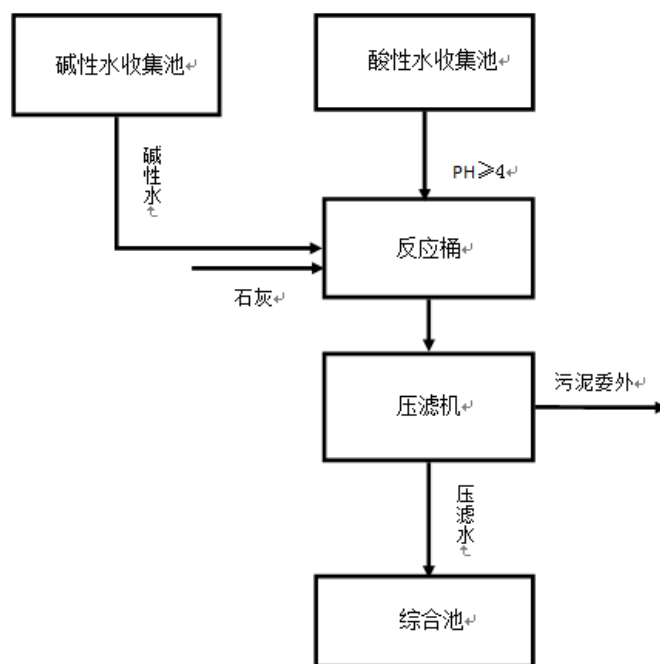 碱性水收集池
酸性水收集池
碱性水
PH≥4
反应桶
石灰
压滤机
污泥委外
压滤水
综合池